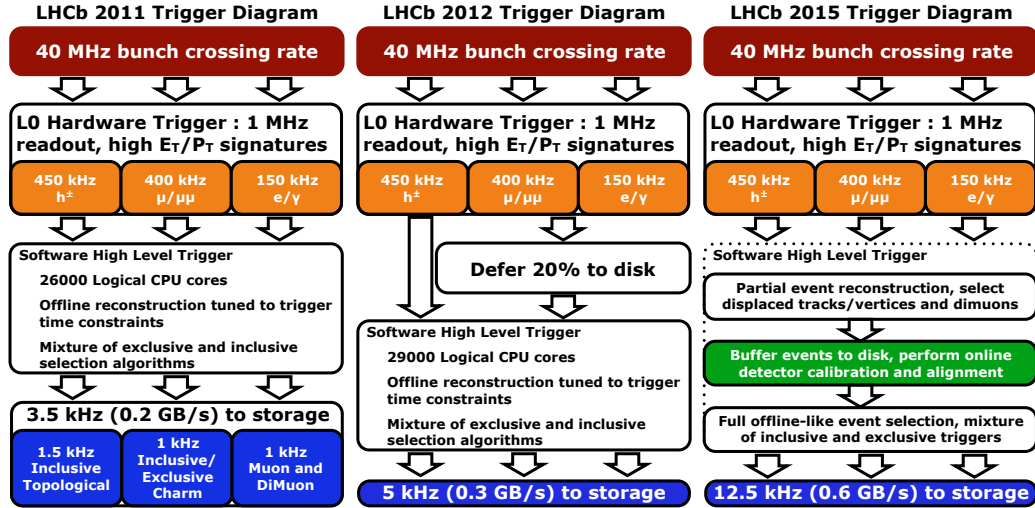 LHCb 2011 Trigger Diagram
40 MHz bunch crossing rate
L0 Hardware Trigger : 1 MHz
readout, high ET/PT signatures
450 kHz
h±
400 kHz
μ/μμ
150 kHz
e/γ
Software High Level Trigger
26000 Logical CPU cores
Offline reconstruction tuned to trigger
time constraints
Mixture of exclusive and inclusive
selection algorithms
3.5 kHz (0.2 GB/s) to storage
1.5 kHz
Inclusive
Topological
1 kHz
Inclusive/
Exclusive
Charm
1 kHz
Muon and
DiMuon
LHCb 2012 Trigger Diagram
40 MHz bunch crossing rate
L0 Hardware Trigger : 1 MHz
readout, high ET/PT signatures
450 kHz
h±
400 kHz
μ/μμ
150 kHz
e/γ
Defer 20% to disk
Software High Level Trigger
29000 Logical CPU cores
Offline reconstruction tuned to trigger
time constraints
Mixture of exclusive and inclusive
selection algorithms
5 kHz (0.3 GB/s) to storage
LHCb 2015 Trigger Diagram
40 MHz bunch crossing rate
L0 Hardware Trigger : 1 MHz
readout, high ET/PT signatures
450 kHz
h±
400 kHz
μ/μμ
150 kHz
e/γ
Software High Level Trigger
Partial event reconstruction, select
displaced tracks/vertices and dimuons
Buffer events to disk, perform online
detector calibration and alignment
Full offline-like event selection, mixture
of inclusive and exclusive triggers
12.5 kHz (0.6 GB/s) to storage